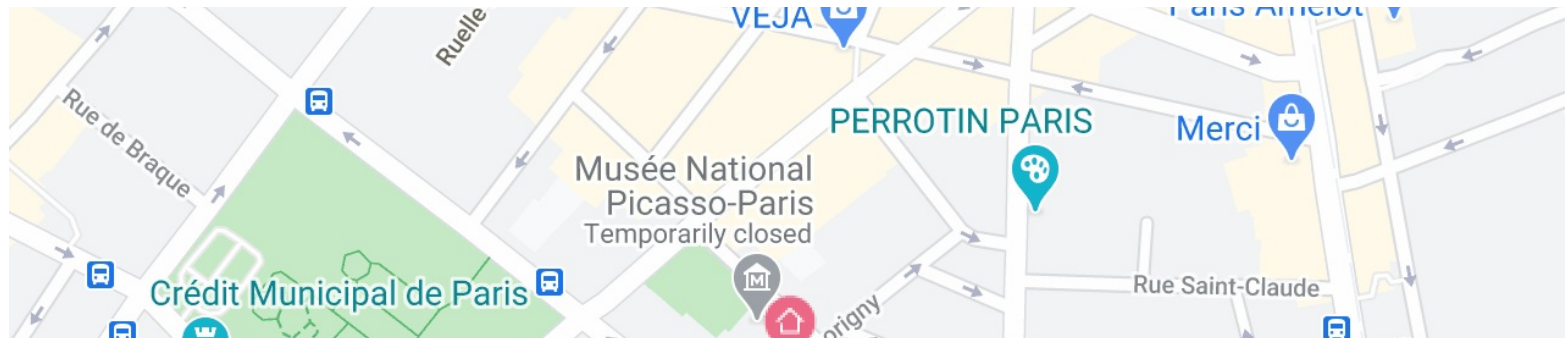 VEJA
Paris Amelot
Ruelle
Rue de Braque
PERROTIN PARIS
Merci
Musée National
Picasso-Paris
Temporarily closed
Crédit Municipal de Paris
Rue Saint-Claude
origny